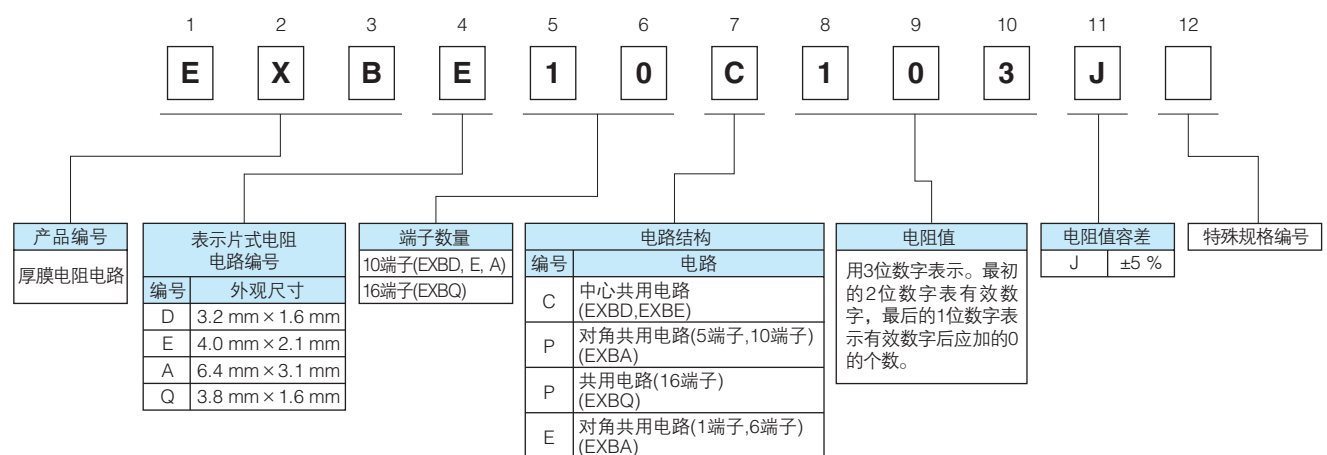 1 2 3 4 5 6 7 8 9 10 11 12
E X B E 1 0 C 1 0 3 J
产品编号
厚膜电阻电路
表示片式电阻
电路编号
编号 外观尺寸
D 3.2 mm×1.6 mm
E 4.0 mm×2.1 mm
A 6.4 mm×3.1 mm
Q 3.8 mm×1.6 mm
端子数量
10端子(EXBD, E, A)
16端子(EXBQ)
电路结构
编号 电路
C 中心共用电路
(EXBD,EXBE)
P 对角共用电路(5端子,10端子)
(EXBA)
P 共用电路(16端子)
(EXBQ)
E 对角共用电路(1端子,6端子)
(EXBA)
电阻值
用3位数字表示。最初
的2位数字表有效数
字，最后的1位数字表
示有效数字后应加的0
的个数。
电阻值容差
J ±5 %
特殊规格编号